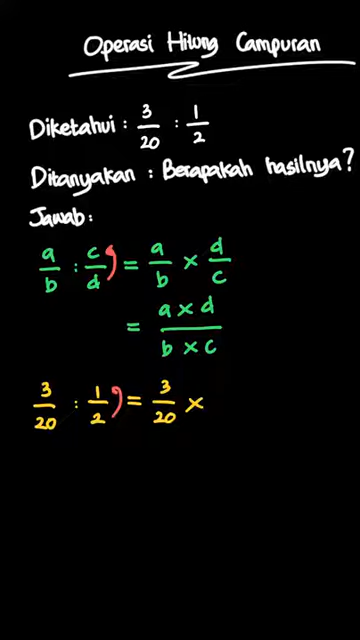 Operasi Hitung Campuran
Diketahui : 3/20 : 1/2
Ditanyakan : Berapakah hasilnya?
Jawab:
a/b : c/d = a/b × d/c
= a × d / b × c
3/20 : 1/2 = 3/20 ×